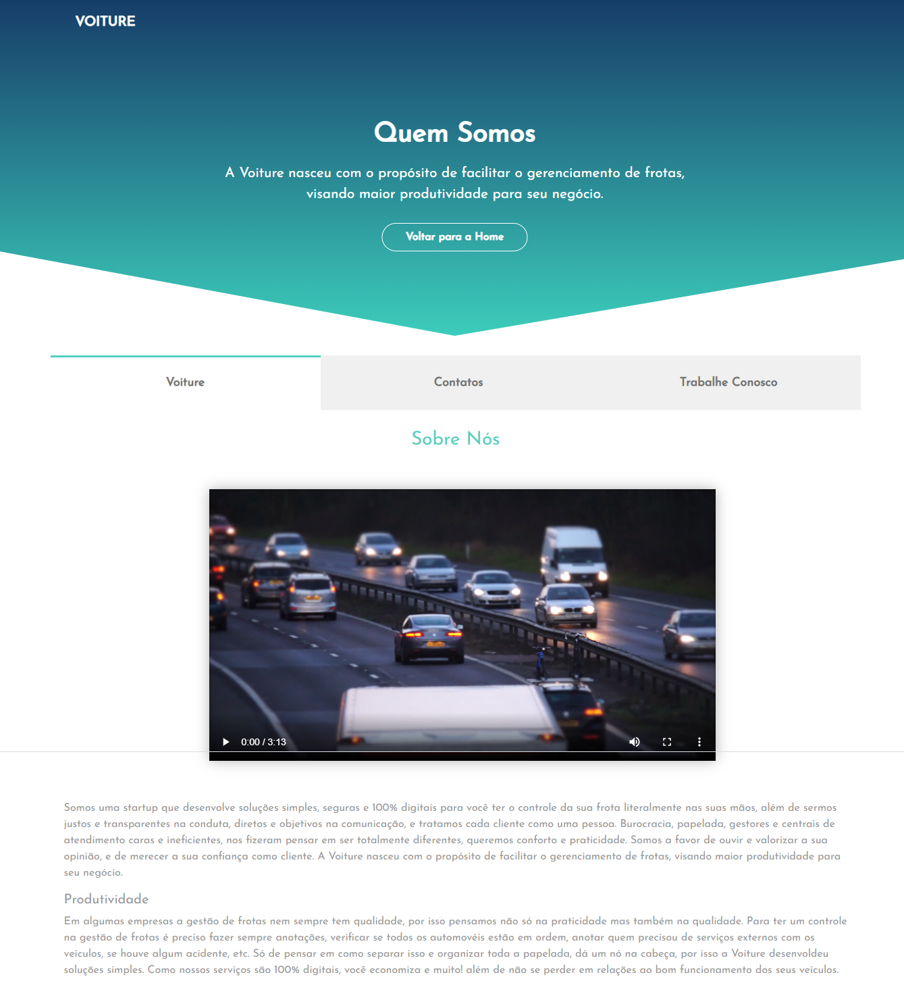 VOITURE
Quem Somos
A Voiture nasceu com o propósito de facilitar o gerenciamento de frotas,
visando maior produtividade para seu negócio.
Voltar para a Home
Voiture
Contatos
Trabalhe Conosco
Sobre Nós
0:00 / 3:13
Somos uma startup que desenvolve soluções simples, seguras e 100% digitais para você ter o controle da sua frota literalmente nas suas mãos, além de sermos
justos e transparentes na conduta, diretos e objetivos na comunicação, e tratamos cada cliente como uma pessoa. Burocracia, papelada, gestores e centrais de
atendimento caras e ineficientes, nos fizeram pensar em ser totalmente diferentes, queremos conforto e praticidade. Somos a favor de ouvir e valorizar a sua
opinião, e de merecer a sua confiança como cliente. A Voiture nasceu com o propósito de facilitar o gerenciamento de frotas, visando maior produtividade para
seu negócio.
Produtividade
Em algumas empresas a gestão de frotas nem sempre tem qualidade, por isso pensamos não só na praticidade mas também na qualidade. Para ter um controle
na gestão de frotas é preciso fazer sempre anotações, verificar se todos os automovéis estão em ordem, anotar quem precisou de serviços externos com os
veiculos, se houve algum acidente, etc. Só de pensar em como separar isso e organizar toda a papelada, dá um nó na cabeça, por isso a Voiture desenvoldeu
soluções simples. Como nossos serviços são 100% digitais, você economiza e muito! além de não se perder em relações ao bom funcionamento dos seus veículos.